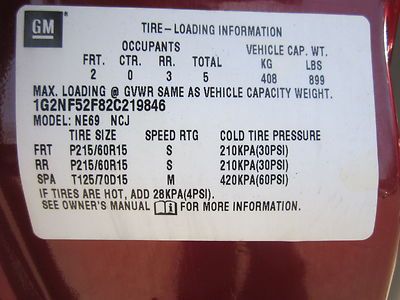 GM
TIRE-LOADING INFORMATION
OCCUPANTS VEHICLE CAP. WT.
FRT. CTR. RR. TOTAL KG LBS
2 0 3 5 408 899
MAX. LOADING @ GVWR SAME AS VEHICLE CAPACITY WEIGHT.
1G2NF52F82C219846
MODEL: NE69 NCJ
TIRE SIZE SPEED RTG COLD TIRE PRESSURE
FRT P215/60R15 S 210KPA(30PSI)
RR P215/60R15 S 210KPA(30PSI)
SPA T125/70D15 M 420KPA(60PSI)
IF TIRES ARE HOT, ADD 28KPA(4PSI).
SEE OWNER'S MANUAL FOR MORE INFORMATION.